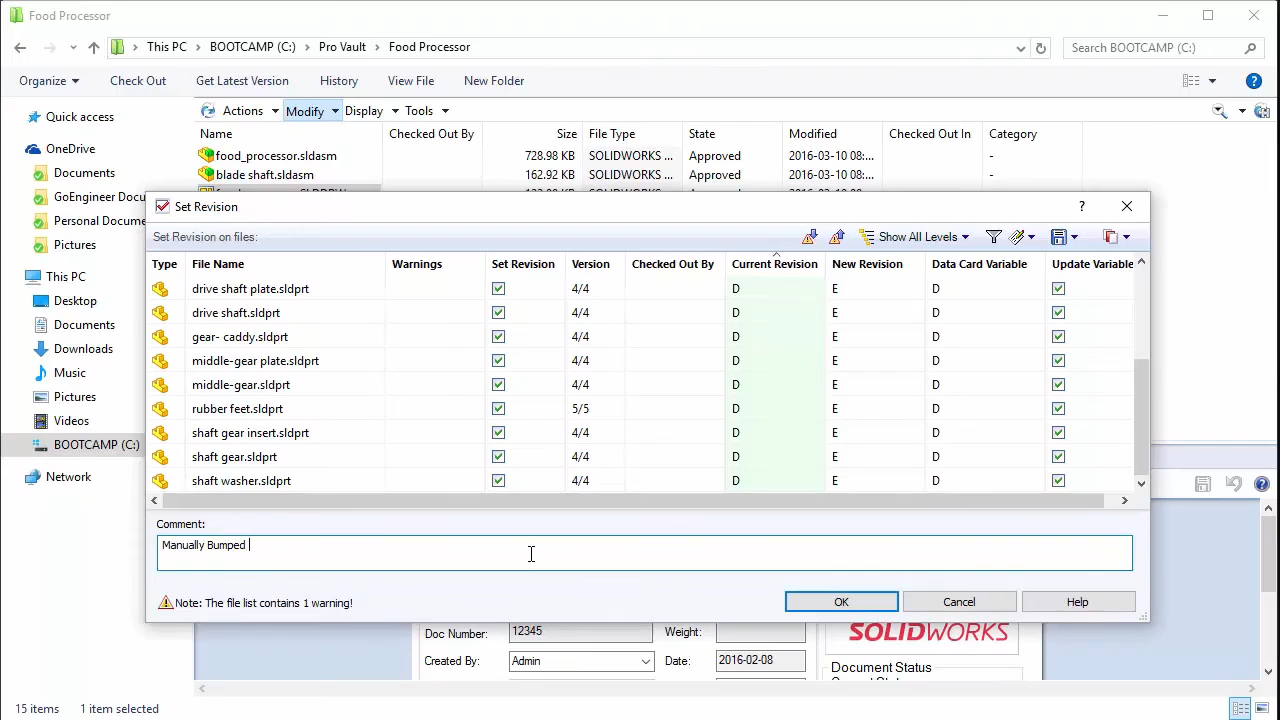 Food Processor
This PC BOOTCAMP (C:) Pro Vault Food Processor
Search BOOTCAMP (C:)
Organize Check Out Get Latest Version History View File New Folder
Quick access
OneDrive
Documents
GoEngineer Docu
Personal Docume
Pictures
This PC
Desktop
Documents
Downloads
Music
Pictures
Videos
BOOTCAMP (C:)
Network
Actions Modify Display Tools
Name Checked Out By Size File Type State Modified Checked Out In Category
food_processor.sldasm 728.98 KB SOLIDWORKS ... Approved 2016-03-10 08:... -
blade shaft.sldasm 162.92 KB SOLIDWORKS ... Approved 2016-03-10 08:... -
Set Revision
Set Revision on files: Show All Levels
Type File Name Warnings Set Revision Version Checked Out By Current Revision New Revision Data Card Variable Update Variable
drive shaft plate.sldprt 4/4 D E D
drive shaft.sldprt 4/4 D E D
gear- caddy.sldprt 4/4 D E D
middle-gear plate.sldprt 4/4 D E D
middle-gear.sldprt 4/4 D E D
rubber feet.sldprt 5/5 D E D
shaft gear insert.sldprt 4/4 D E D
shaft gear.sldprt 4/4 D E D
shaft washer.sldprt 4/4 D E D
Comment:
Manually Bumped
Note: The file list contains 1 warning!
OK Cancel Help
Doc Number: 12345 Weight:
SOLIDWORKS
Created By: Admin Date: 2016-02-08
Document Status
15 items 1 item selected